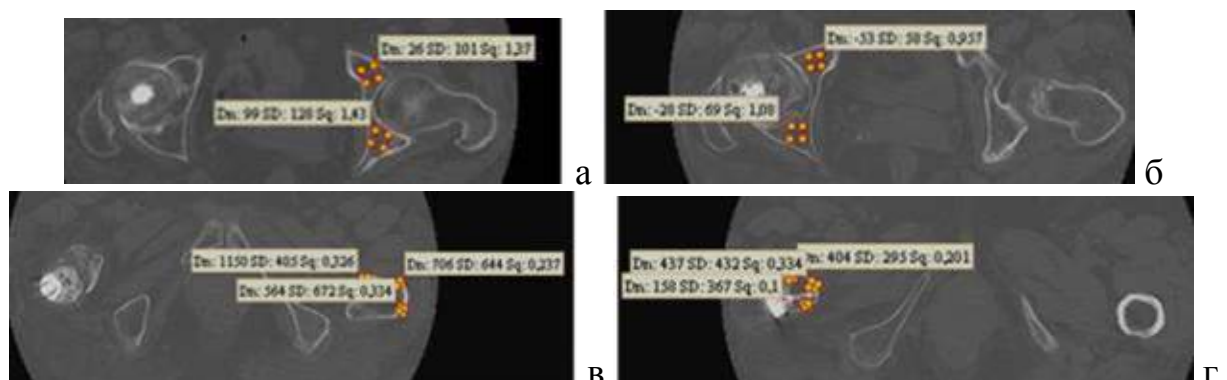 Dn: 26 SD: 101 Sq: 1,37
Dn: 99 SD: 128 Sq: 1,43
а
Dn: -53 SD: 58 Sq: 0,957
Dn: -28 SD: 69 Sq: 1,08
б
Dn: 1150 SD: 405 Sq: 0,326
Dn: 706 SD: 644 Sq: 0,237
Dn: 564 SD: 672 Sq: 0,334
в
Dn: 437 SD: 432 Sq: 0,334
Dn: 404 SD: 295 Sq: 0,201
Dn: 158 SD: 367 Sq: 0,1
г